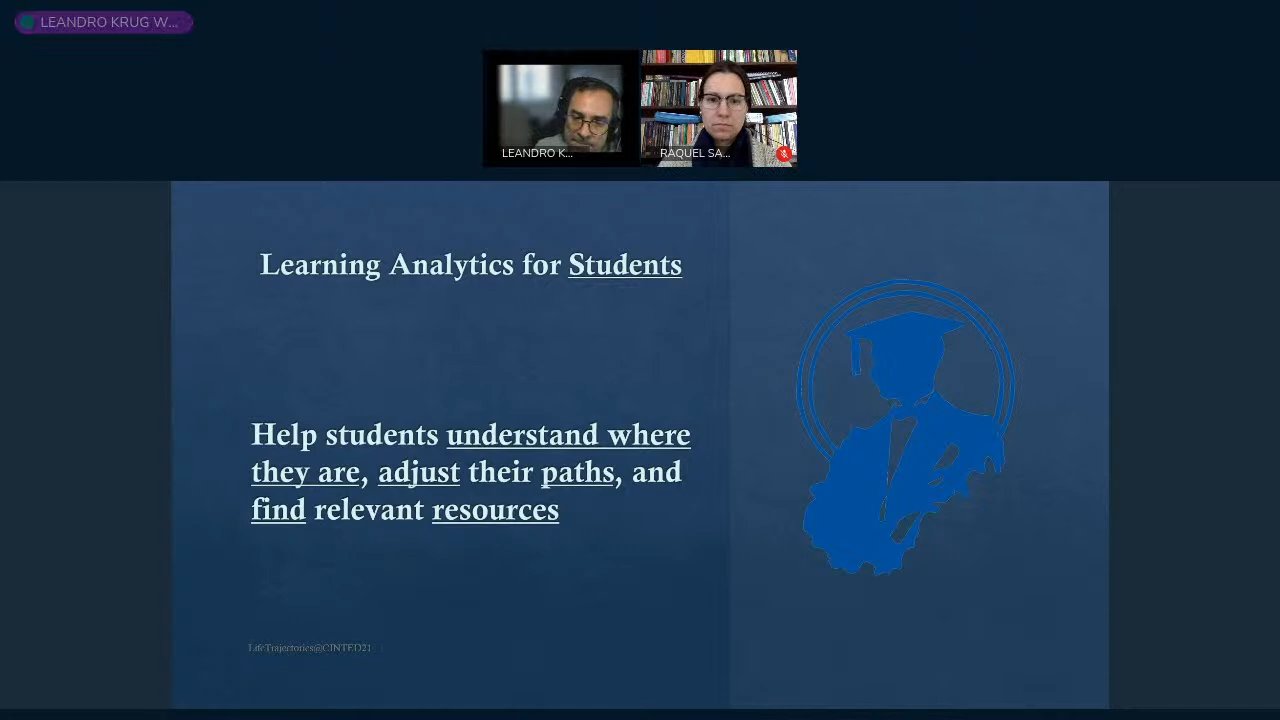 LEANDRO KRUG W...
LEANDRO K...
RAQUEL SA...
Learning Analytics for Students
Help students understand where
they are, adjust their paths, and
find relevant resources
LifeTrajectories@CINTED21